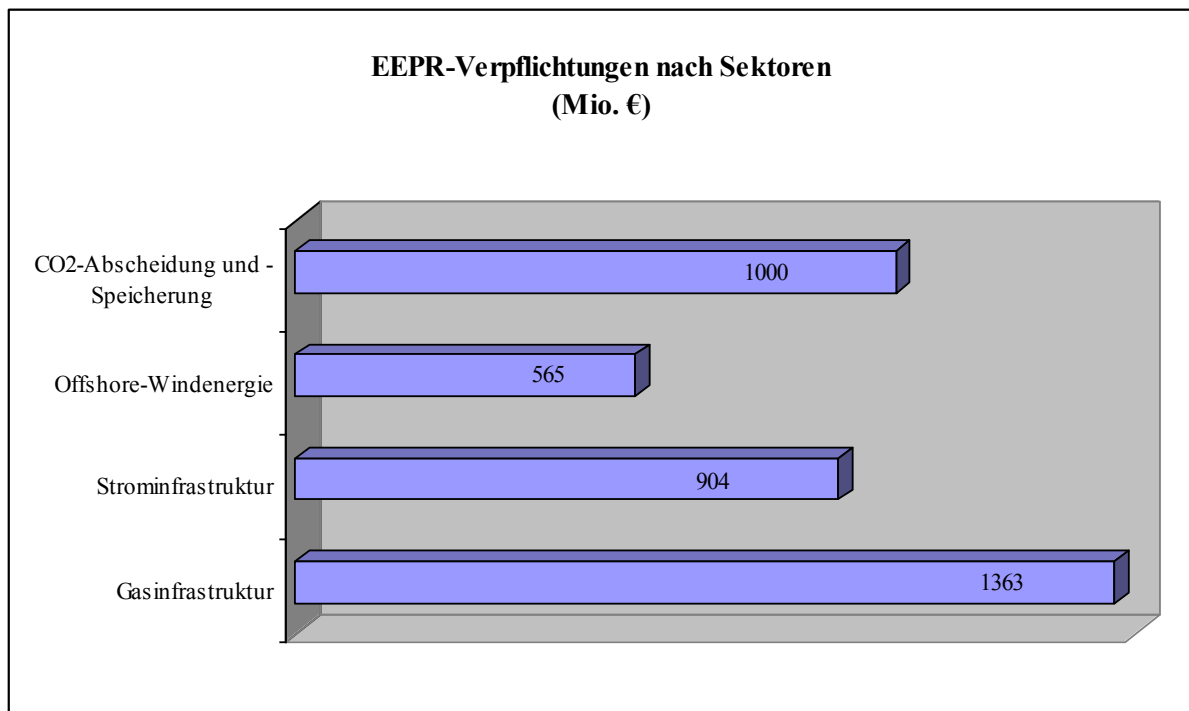 EEPR-Verpflichtungen nach Sektoren
(Mio. €)
CO2-Abscheidung und -
Speicherung
1000
Offshore-Windenergie
565
Strominfrastruktur
904
Gasinfrastruktur
1363